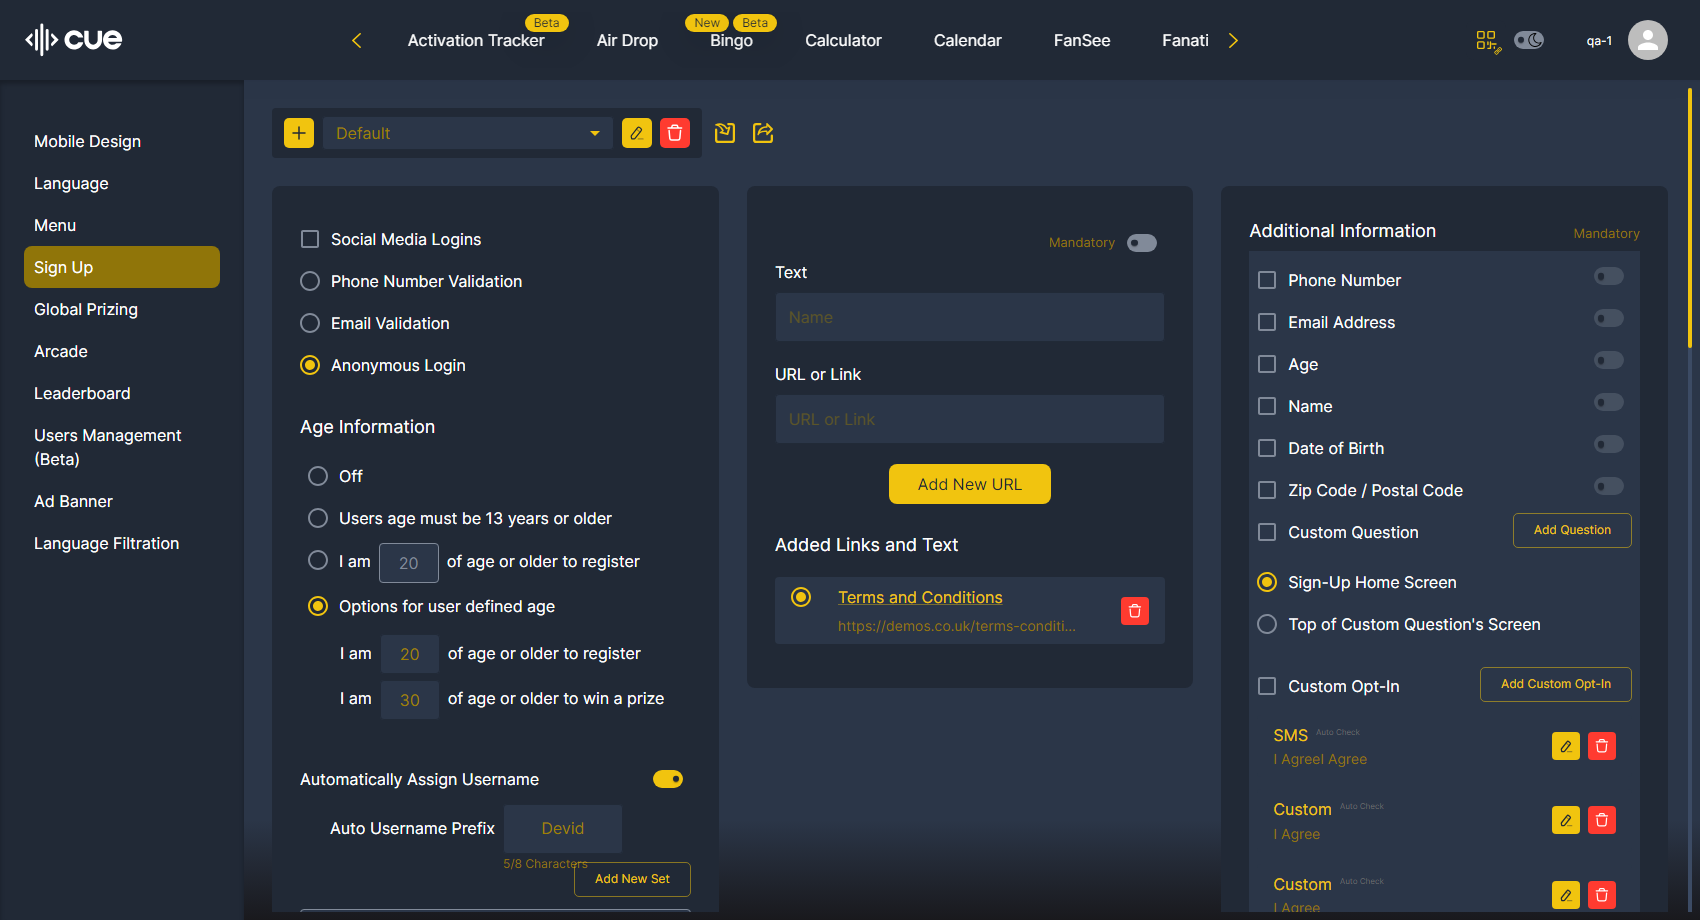 cue
Activation Tracker
Beta
Air Drop
New
Beta
Bingo
Calculator
Calendar
FanSee
Fanati
qa-1
Mobile Design
Language
Menu
Sign Up
Global Prizing
Arcade
Leaderboard
Users Management
(Beta)
Ad Banner
Language Filtration
Default
Social Media Logins
Phone Number Validation
Email Validation
Anonymous Login
Age Information
Off
Users age must be 13 years or older
I am 20 of age or older to register
Options for user defined age
I am 20 of age or older to register
I am 30 of age or older to win a prize
Automatically Assign Username
Auto Username Prefix Devid
5/8 Characters
Add New Set
Mandatory
Text
Name
URL or Link
URL or Link
Add New URL
Added Links and Text
Terms and Conditions
https://demos.co.uk/terms-conditi...
Additional Information
Mandatory
Phone Number
Email Address
Age
Name
Date of Birth
Zip Code / Postal Code
Custom Question
Add Question
Sign-Up Home Screen
Top of Custom Question's Screen
Custom Opt-In
Add Custom Opt-In
SMS Auto Check
I AgreeI Agree
Custom Auto Check
I Agree
Custom Auto Check
I Agree